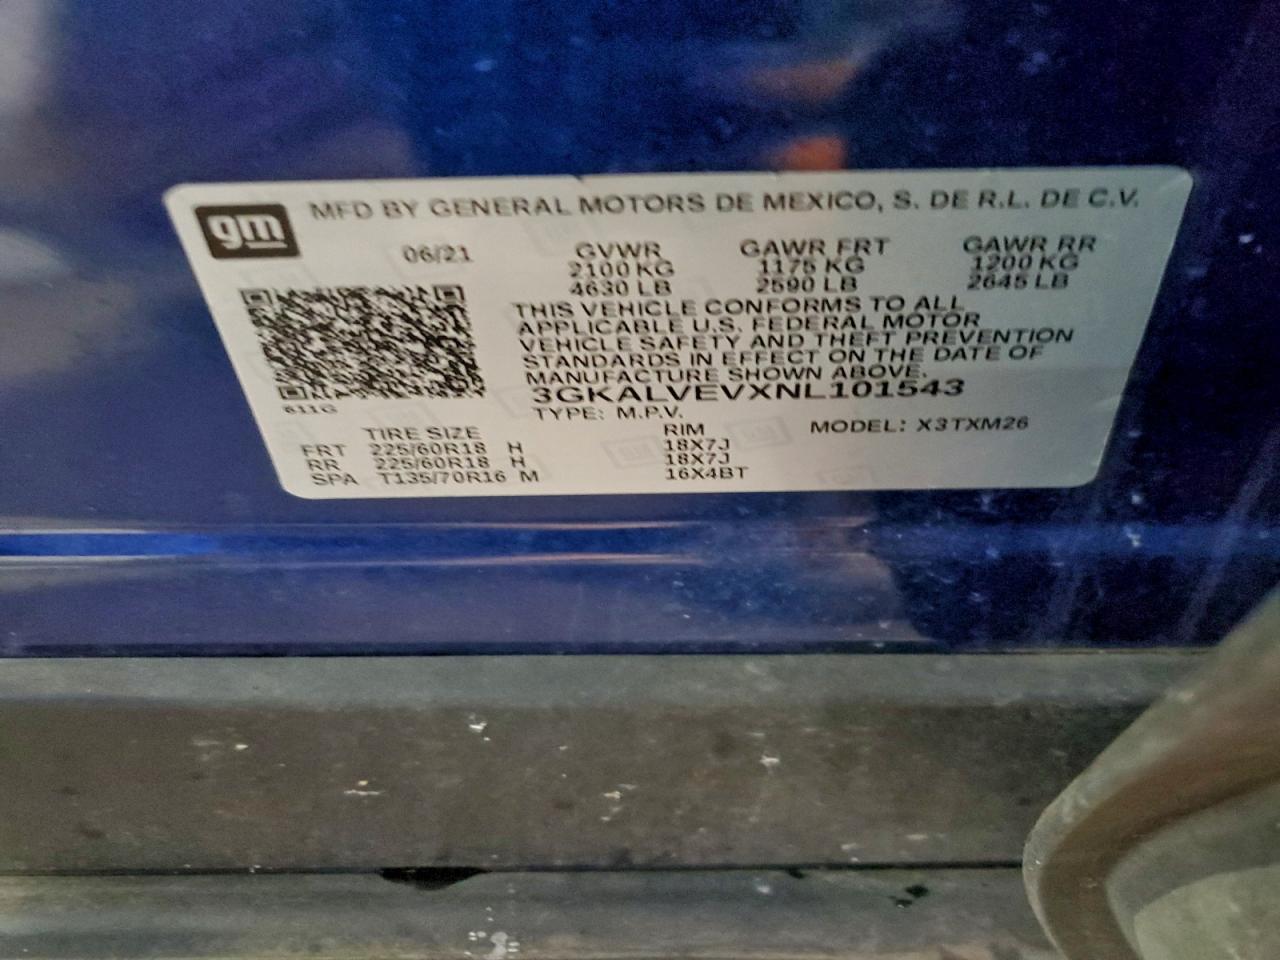 gm
MFD BY GENERAL MOTORS DE MEXICO, S. DE R.L. DE C.V.
06/21 GVWR GAWR FRT GAWR RR
2100 KG 1175 KG 1200 KG
4630 LB 2590 LB 2645 LB
THIS VEHICLE CONFORMS TO ALL
APPLICABLE U.S. FEDERAL MOTOR
VEHICLE SAFETY AND THEFT PREVENTION
STANDARDS IN EFFECT ON THE DATE OF
MANUFACTURE SHOWN ABOVE.
3GKALVEVXNL101543
611G
TYPE: M.P.V. MODEL: X3TXM26
TIRE SIZE RIM
FRT 225/60R18 H 18X7J
RR 225/60R18 H 18X7J
SPA T135/70R16 M 16X4BT